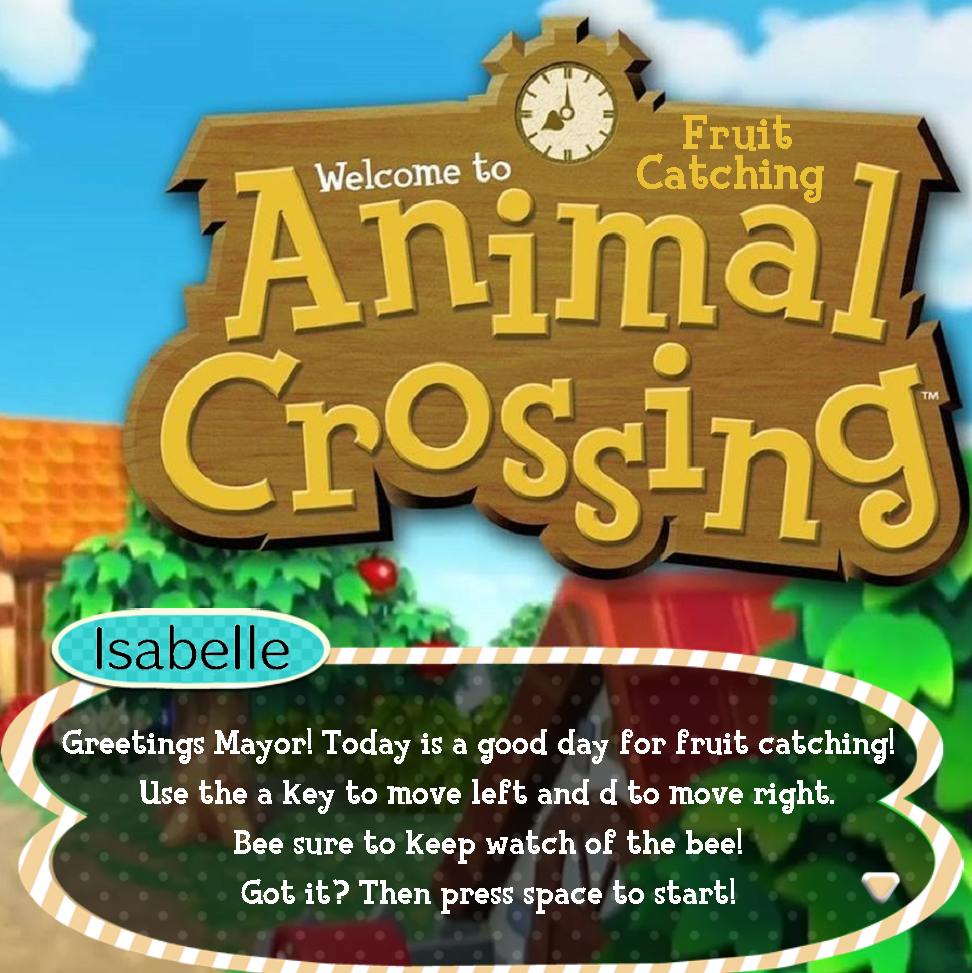 Fruit
Catching
Welcome to
Animal
Crossing™
Isabelle
Greetings Mayor! Today is a good day for fruit catching!
Use the a key to move left and d to move right.
Bee sure to keep watch of the bee!
Got it? Then press space to start!